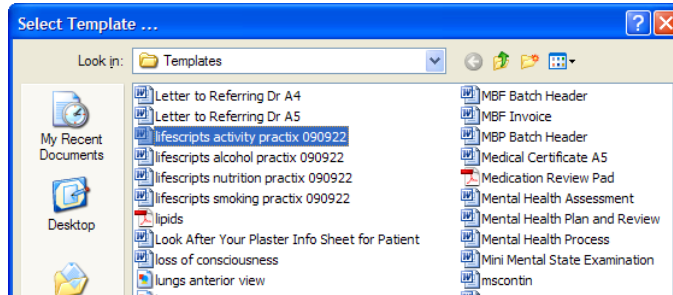 Select Template ...
Look in:
Templates
My Recent
Documents
Desktop
Letter to Referring Dr A4
Letter to Referring Dr A5
lifescripts activity practix 090922
lifescripts alcohol practix 090922
lifescripts nutrition practix 090922
lifescripts smoking practix 090922
lipids
Look After Your Plaster Info Sheet for Patient
loss of consciousness
lungs anterior view
MBF Batch Header
MBF Invoice
MBP Batch Header
Medical Certificate A5
Medication Review Pad
Mental Health Assessment
Mental Health Plan and Review
Mental Health Process
Mini Mental State Examination
mscontin